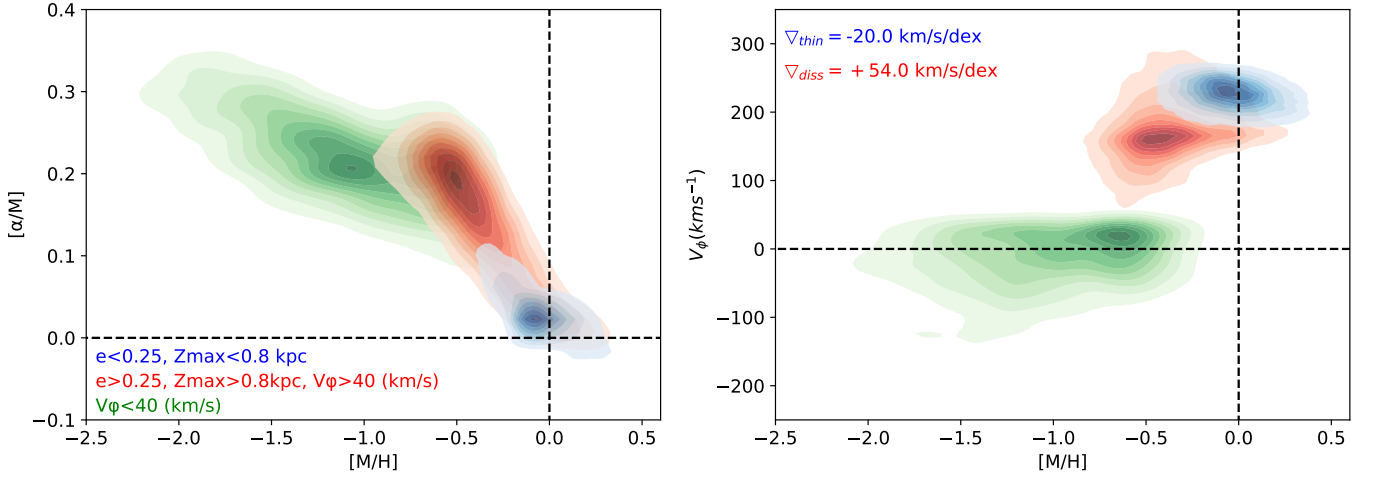 0.4
0.3
0.2
0.1
0.0
−0.1
[α/M]
e<0.25, Zmax<0.8 kpc
e>0.25, Zmax>0.8kpc, Vφ>40 (km/s)
Vφ<40 (km/s)
−2.5 −2.0 −1.5 −1.0 −0.5 0.0 0.5
[M/H]
300
200
100
0
−100
−200
V_ϕ(kms⁻¹)
▽_thin = -20.0 km/s/dex
▽_diss = + 54.0 km/s/dex
−2.5 −2.0 −1.5 −1.0 −0.5 0.0 0.5
[M/H]